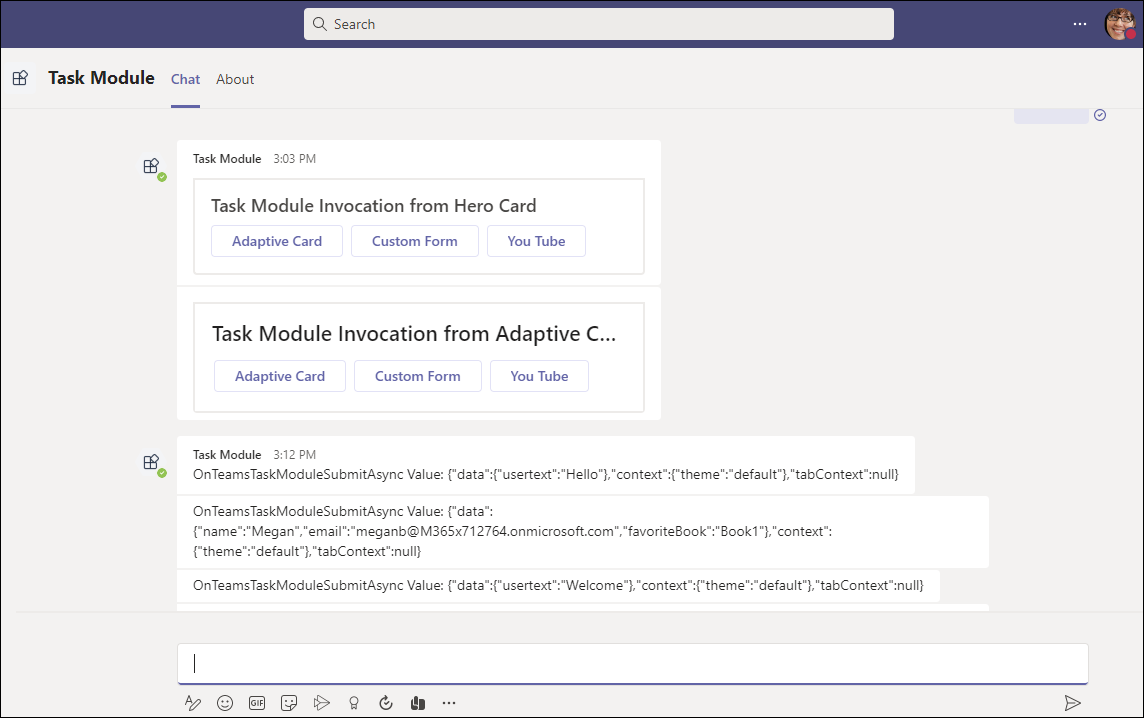 Search
Task Module Chat About
Task Module 3:03 PM
Task Module Invocation from Hero Card
Adaptive Card Custom Form You Tube
Task Module Invocation from Adaptive C...
Adaptive Card Custom Form You Tube
Task Module 3:12 PM
OnTeamsTaskModuleSubmitAsync Value: {"data":{"usertext":"Hello"},"context":{"theme":"default"},"tabContext":null}
OnTeamsTaskModuleSubmitAsync Value: {"data":
{"name":"Megan","email":"meganb@M365x712764.onmicrosoft.com","favoriteBook":"Book1"},"context":
{"theme":"default"},"tabContext":null}
OnTeamsTaskModuleSubmitAsync Value: {"data":{"usertext":"Welcome"},"context":{"theme":"default"},"tabContext":null}
GIF